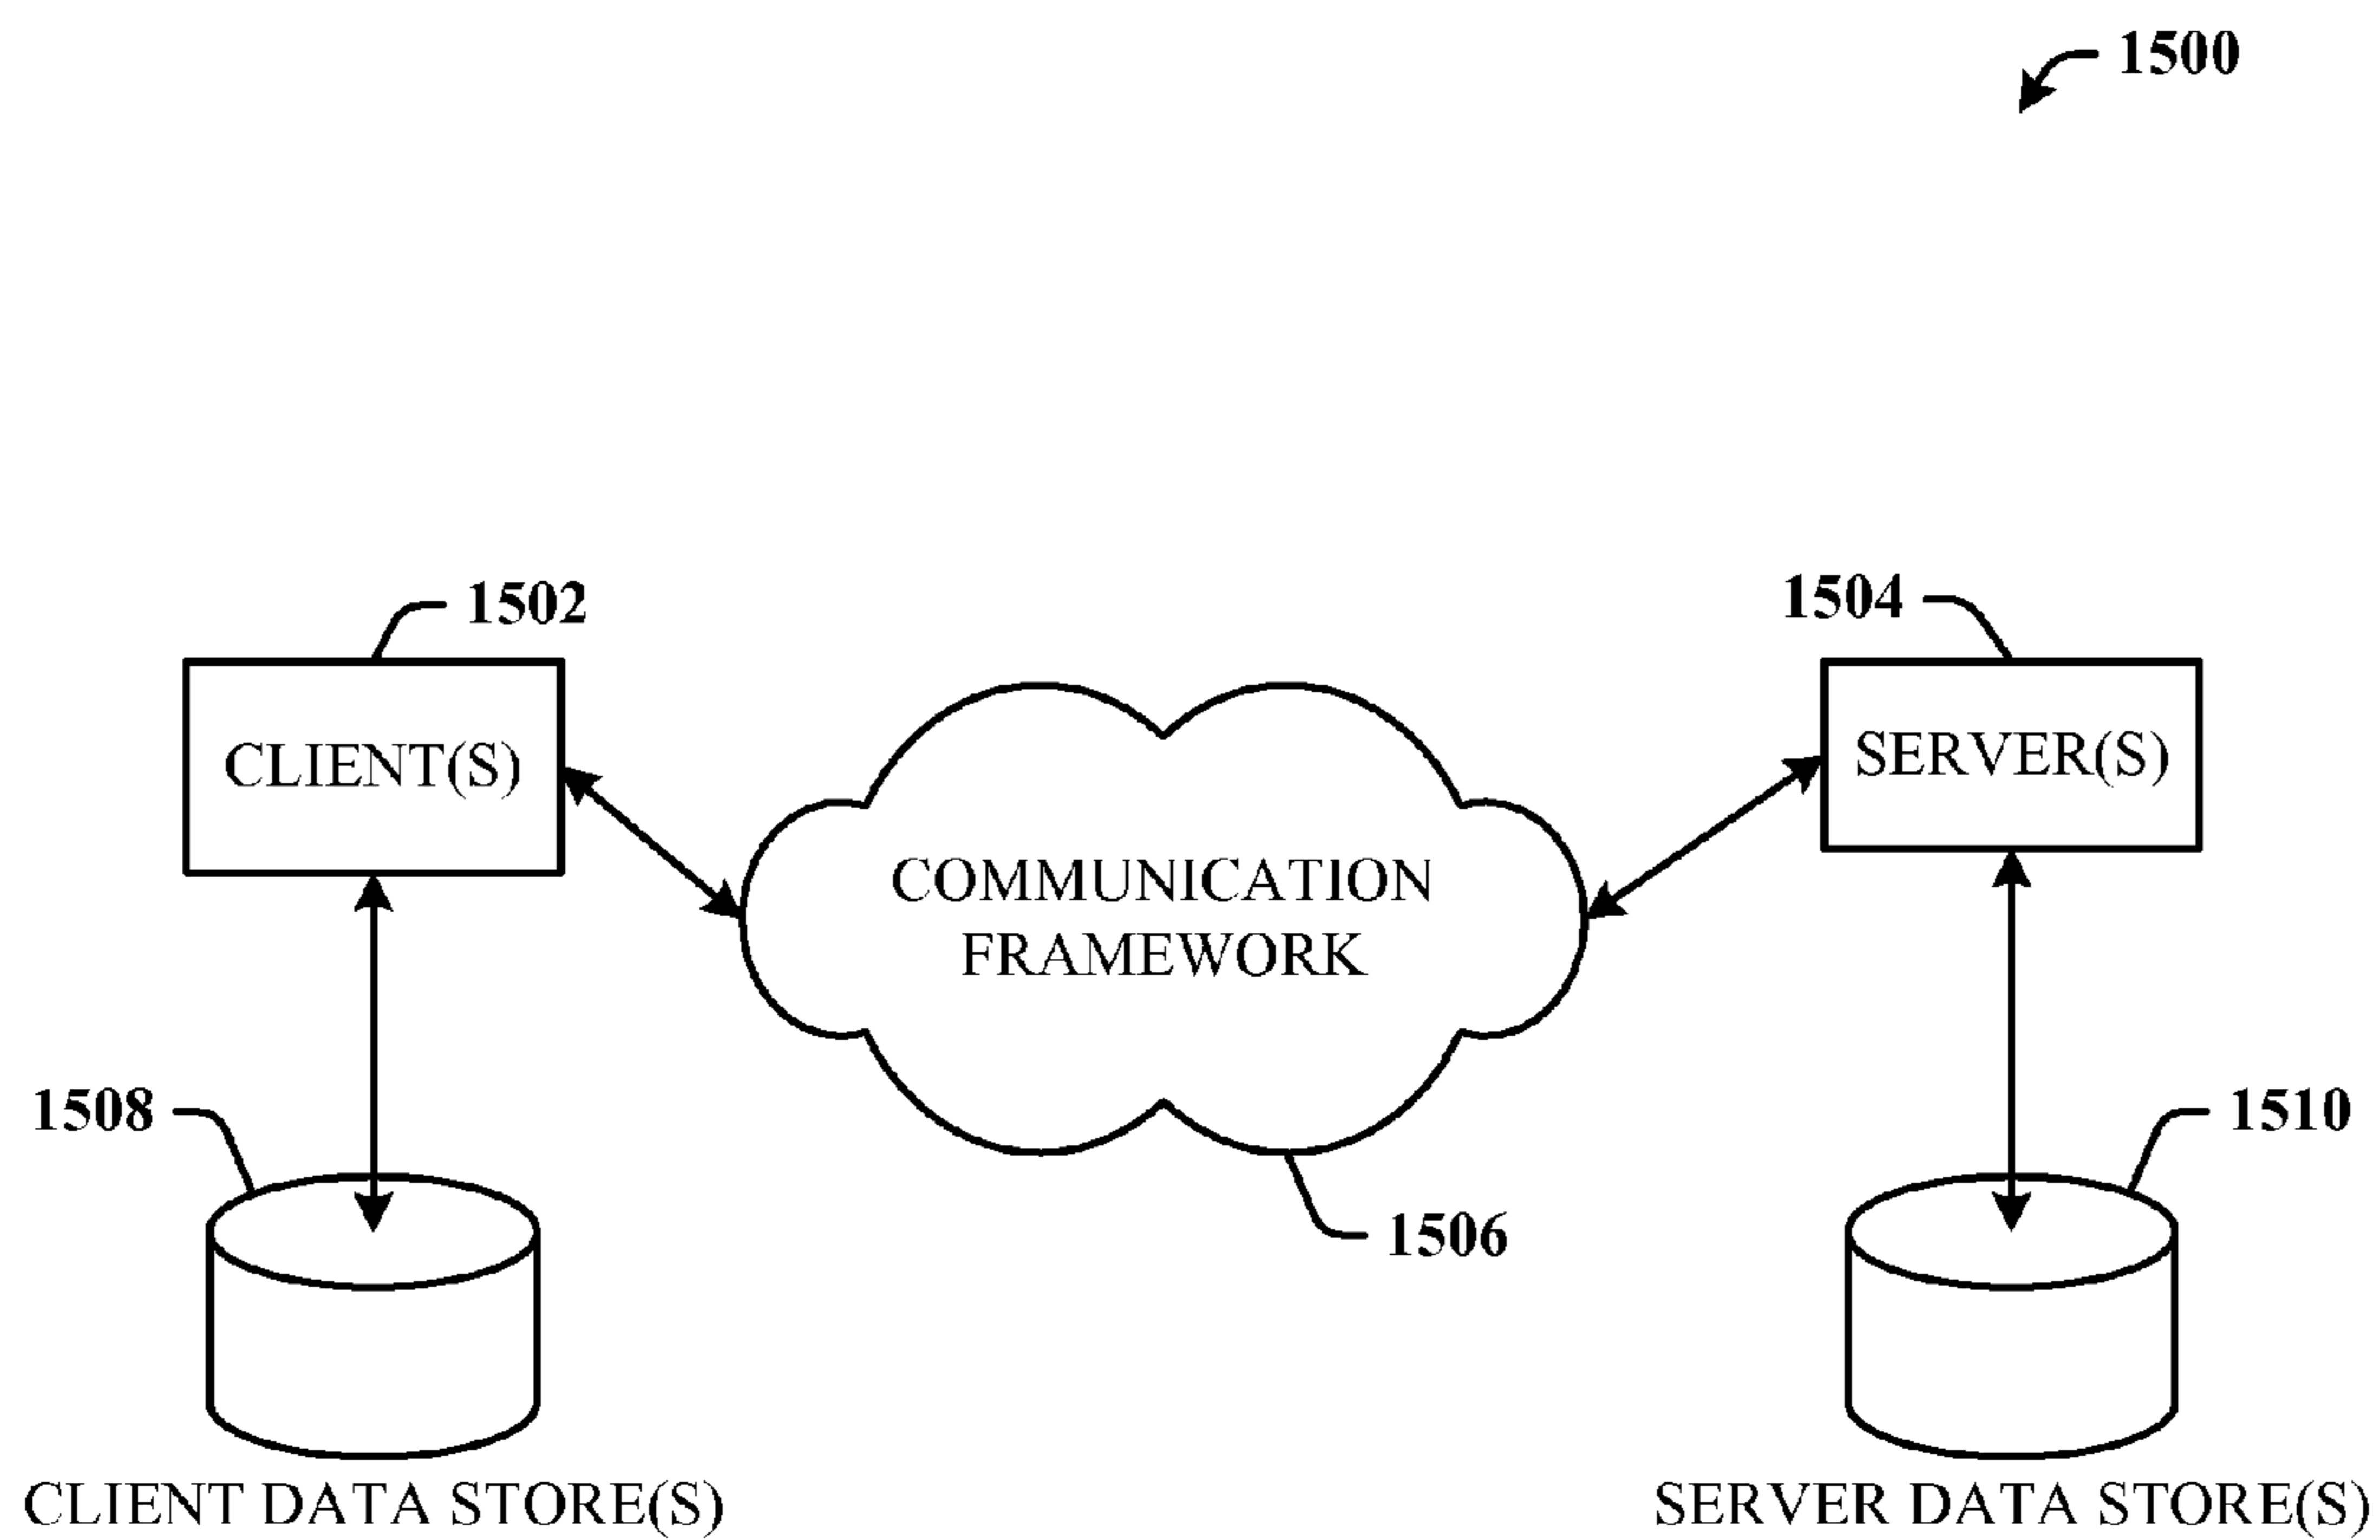 1500
1502
1504
CLIENT(S)
SERVER(S)
COMMUNICATION
FRAMEWORK
1508
1510
1506
CLIENT DATA STORE(S)
SERVER DATA STORE(S)